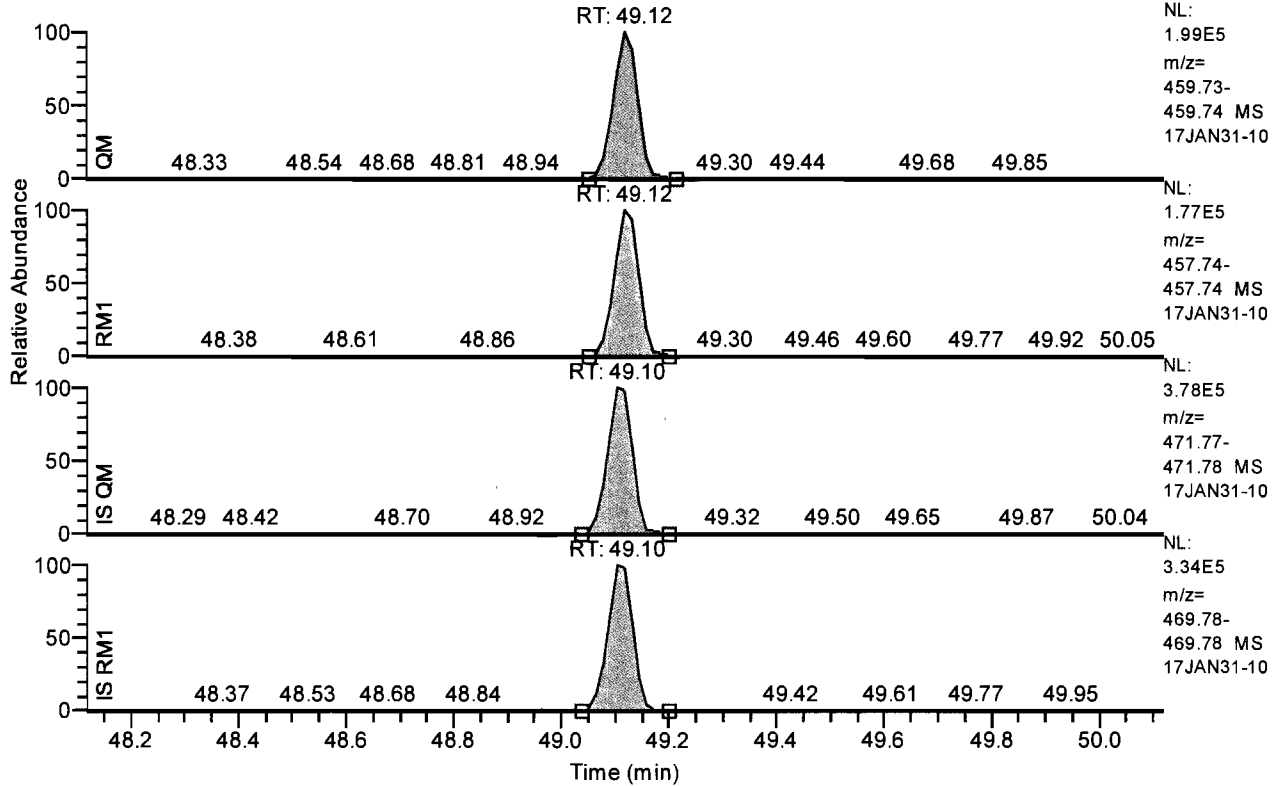 RT: 49.12
NL:
1.99E5
m/z=
459.73-
459.74 MS
17JAN31-10
100
50
0
QM
48.33 48.54 48.68 48.81 48.94 49.30 49.44 49.68 49.85
RT: 49.12
NL:
1.77E5
m/z=
457.74-
457.74 MS
17JAN31-10
100
50
0
RM1
48.38 48.61 48.86 49.30 49.46 49.60 49.77 49.92 50.05
Relative Abundance
RT: 49.10
NL:
3.78E5
m/z=
471.77-
471.78 MS
17JAN31-10
100
50
0
IS QM
48.29 48.42 48.70 48.92 49.32 49.50 49.65 49.87 50.04
RT: 49.10
NL:
3.34E5
m/z=
469.78-
469.78 MS
17JAN31-10
100
50
0
IS RM1
48.37 48.53 48.68 48.84 49.42 49.61 49.77 49.95
48.2 48.4 48.6 48.8 49.0 49.2 49.4 49.6 49.8 50.0
Time (min)